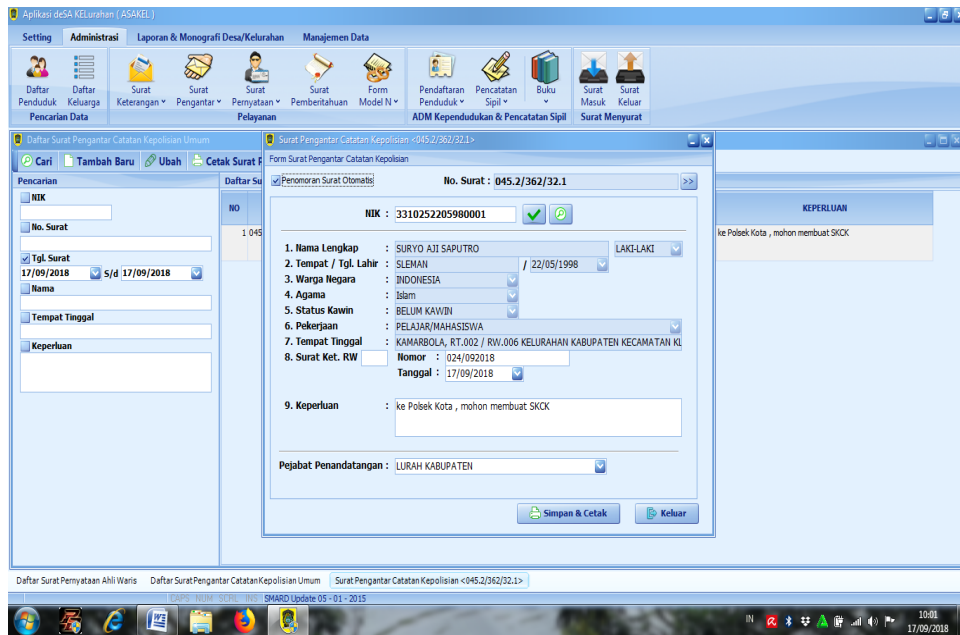 Aplikasi deSA KELurahan ( ASAKEL )
Setting Administrasi Laporan & Monografi Desa/Kelurahan Manajemen Data
Daftar Penduduk
Daftar Keluarga
Surat Keterangan
Surat Pengantar
Surat Pernyataan
Surat Pemberitahuan
Form Model N
Pendaftaran Penduduk
Pencatatan Sipil
Buku
Surat Masuk
Surat Keluar
Pencarian Data
Pelayanan
ADM Kependudukan & Pencatatan Sipil
Surat Menyurat
Daftar Surat Pengantar Catatan Kepolisian Umum
Cari Tambah Baru Ubah Cetak Surat P
Pencarian
NIK
No. Surat
Tgl. Surat
17/09/2018 S/d 17/09/2018
Nama
Tempat Tinggal
Keperluan
Daftar Su
NO
KEPERLUAN
1 045
ke Polsek Kota , mohon membuat SKCK
Surat Pengantar Catatan Kepolisian <045.2/362/32.1>
Form Surat Pengantar Catatan Kepolisian
Penomoran Surat Otomatis No. Surat : 045.2/362/32.1 >>
NIK : 3310252205980001
1. Nama Lengkap : SURYO AJI SAPUTRO LAKI-LAKI
2. Tempat / Tgl. Lahir : SLEMAN / 22/05/1998
3. Warga Negara : INDONESIA
4. Agama : Islam
5. Status Kawin : BELUM KAWIN
6. Pekerjaan : PELAJAR/MAHASISWA
7. Tempat Tinggal : KAMARBOLA, RT.002 / RW.006 KELURAHAN KABUPATEN KECAMATAN KL
8. Surat Ket. RW Nomor : 024/092018
Tanggal : 17/09/2018
9. Keperluan : ke Polsek Kota , mohon membuat SKCK
Pejabat Penandatangan : LURAH KABUPATEN
Simpan & Cetak Keluar
Daftar Surat Pernyataan Ahli Waris Daftar Surat Pengantar Catatan Kepolisian Umum Surat Pengantar Catatan Kepolisian <045.2/362/32.1>
CAPS NUM SCRL INS SMARD Update 05 - 01 - 2015
IN 10:01
17/09/2018